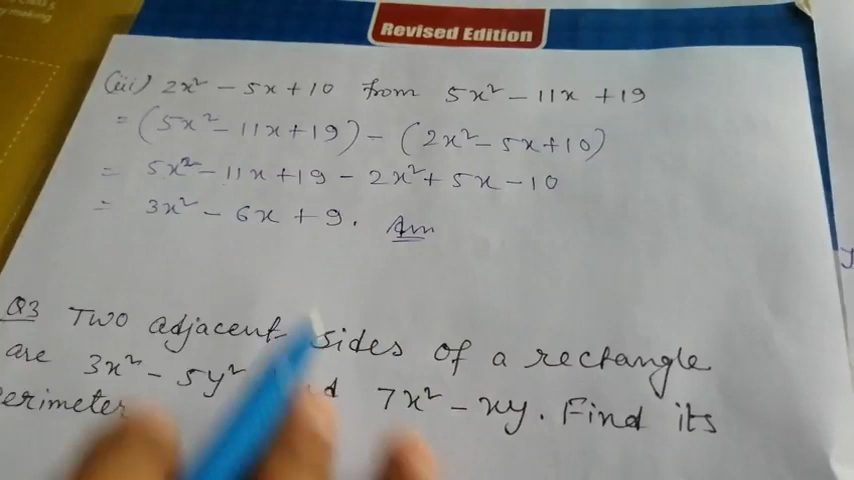 Revised Edition
(iii) 2x² - 5x + 10 from 5x² - 11x + 19
= (5x² - 11x + 19) - (2x² - 5x + 10)
= 5x² - 11x + 19 - 2x² + 5x - 10
= 3x² - 6x + 9. Ans
Q3 Two adjacent sides of a rectangle
are 3x² - 5y² 7x² - xy. Find its